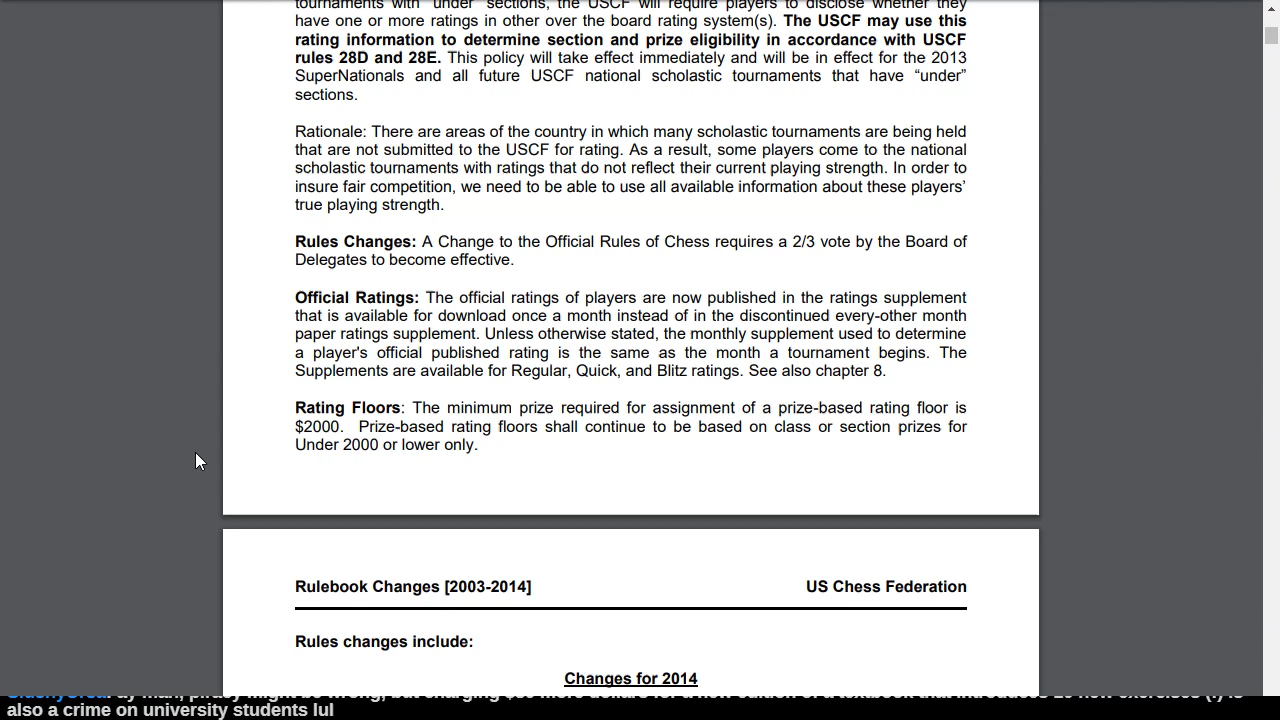 tournaments with "under" sections, the USCF will require players to disclose whether they
have one or more ratings in other over the board rating system(s). The USCF may use this
rating information to determine section and prize eligibility in accordance with USCF
rules 28D and 28E. This policy will take effect immediately and will be in effect for the 2013
SuperNationals and all future USCF national scholastic tournaments that have “under”
sections.
Rationale: There are areas of the country in which many scholastic tournaments are being held
that are not submitted to the USCF for rating. As a result, some players come to the national
scholastic tournaments with ratings that do not reflect their current playing strength. In order to
insure fair competition, we need to be able to use all available information about these players’
true playing strength.
Rules Changes: A Change to the Official Rules of Chess requires a 2/3 vote by the Board of
Delegates to become effective.
Official Ratings: The official ratings of players are now published in the ratings supplement
that is available for download once a month instead of in the discontinued every-other month
paper ratings supplement. Unless otherwise stated, the monthly supplement used to determine
a player's official published rating is the same as the month a tournament begins. The
Supplements are available for Regular, Quick, and Blitz ratings. See also chapter 8.
Rating Floors: The minimum prize required for assignment of a prize-based rating floor is
$2000. Prize-based rating floors shall continue to be based on class or section prizes for
Under 2000 or lower only.
Rulebook Changes [2003-2014] US Chess Federation
Rules changes include:
Changes for 2014
also a crime on university students lul